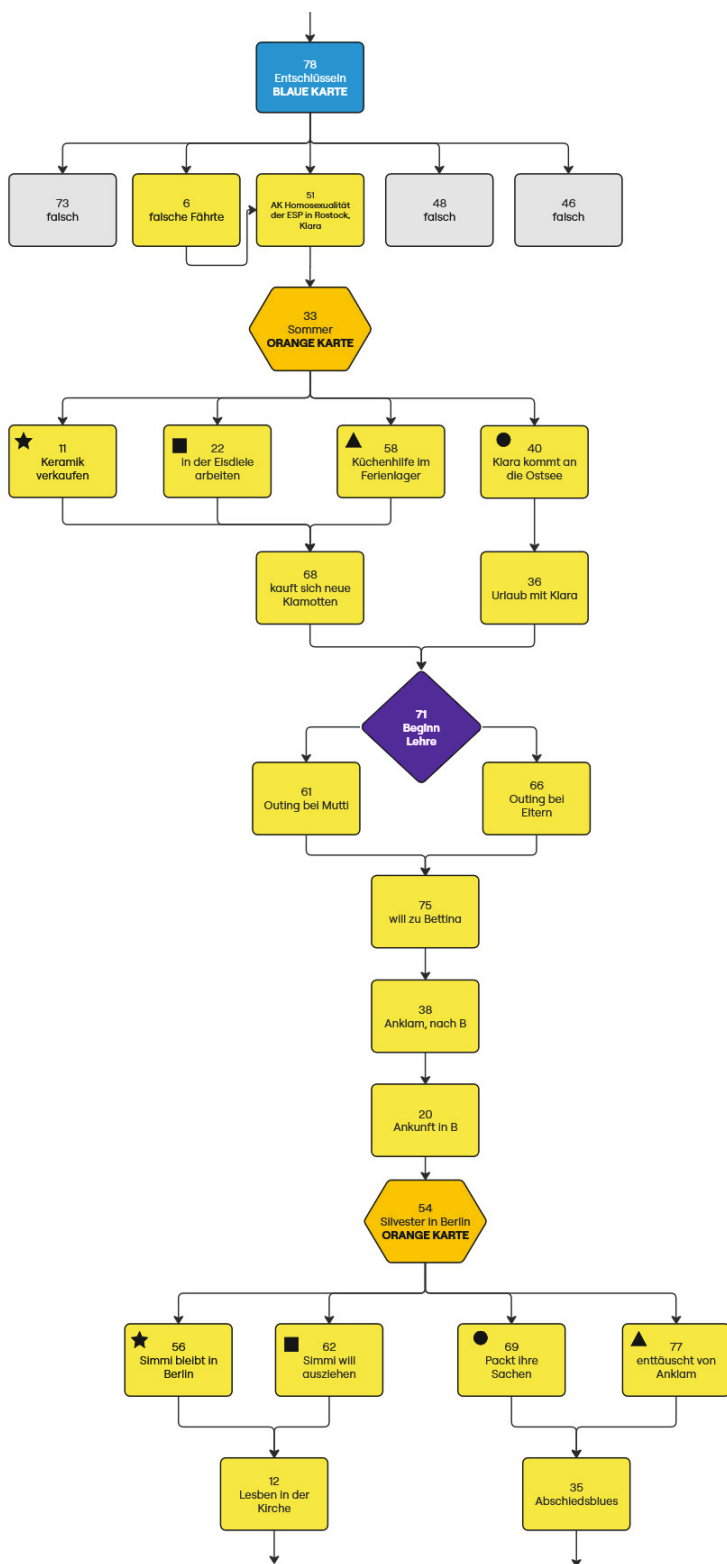 78
Entschlüsseln
BLAUE KARTE
73
falsch
6
falsche Fährte
51
AK Homosexualität
der ESP in Rostock,
Klara
48
falsch
46
falsch
33
Sommer
ORANGE KARTE
11
Keramik
verkaufen
22
in der Eisdiele
arbeiten
58
Küchenhilfe im
Ferienlager
40
Klara kommt an
die Ostsee
68
kauft sich neue
Klamotten
36
Urlaub mit Klara
71
Beginn
Lehre
61
Outing bei Mutti
66
Outing bei
Eltern
75
will zu Bettina
38
Anklam, nach B
20
Ankunft in B
54
Silvester in Berlin
ORANGE KARTE
56
Simmi bleibt in
Berlin
62
Simmi will
ausziehen
69
Packt ihre
Sachen
77
enttäuscht von
Anklam
12
Lesben in der
Kirche
35
Abschiedsblues